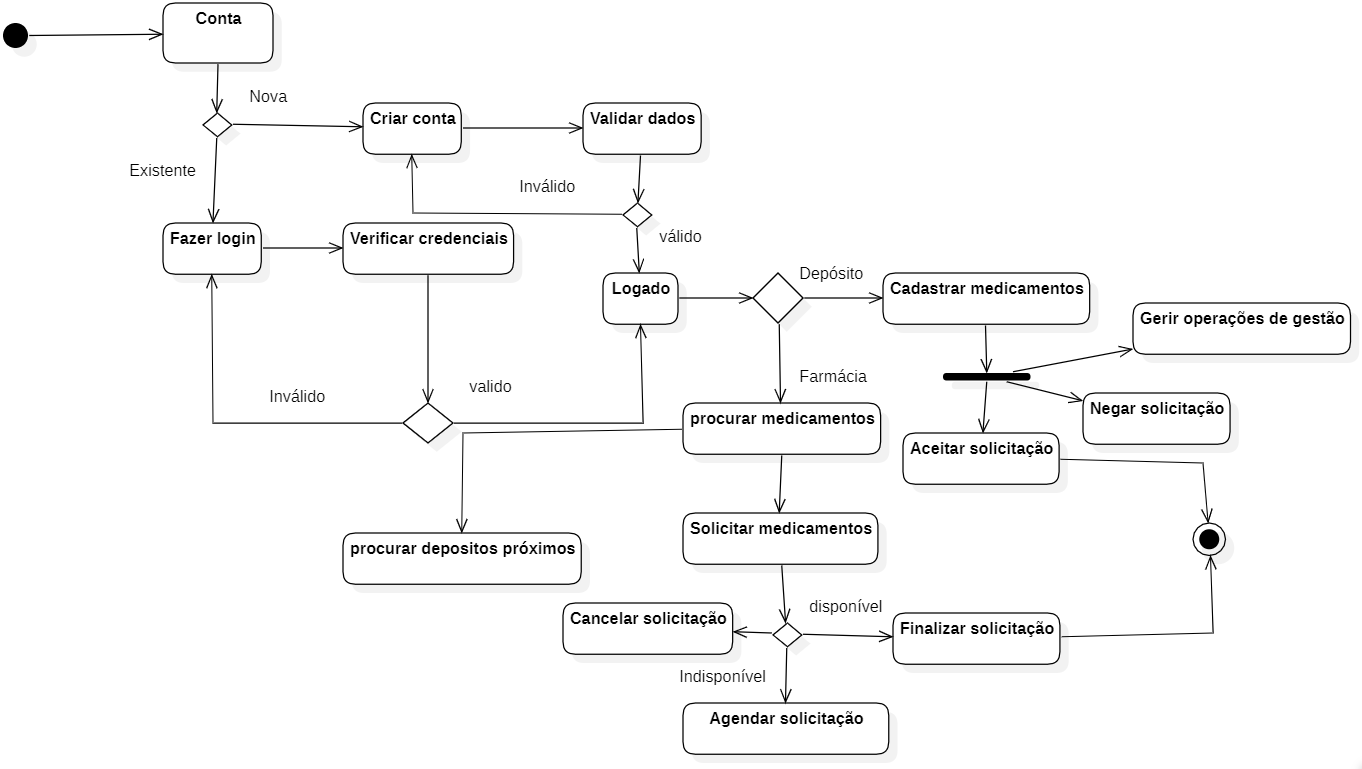 Conta
Nova
Criar conta
Validar dados
Existente
Inválido
Fazer login
Verificar credenciais
válido
Logado
Depósito
Cadastrar medicamentos
Gerir operações de gestão
Inválido
valido
Farmácia
procurar medicamentos
Negar solicitação
Aceitar solicitação
Solicitar medicamentos
procurar depositos próximos
Cancelar solicitação
disponível
Finalizar solicitação
Indisponível
Agendar solicitação